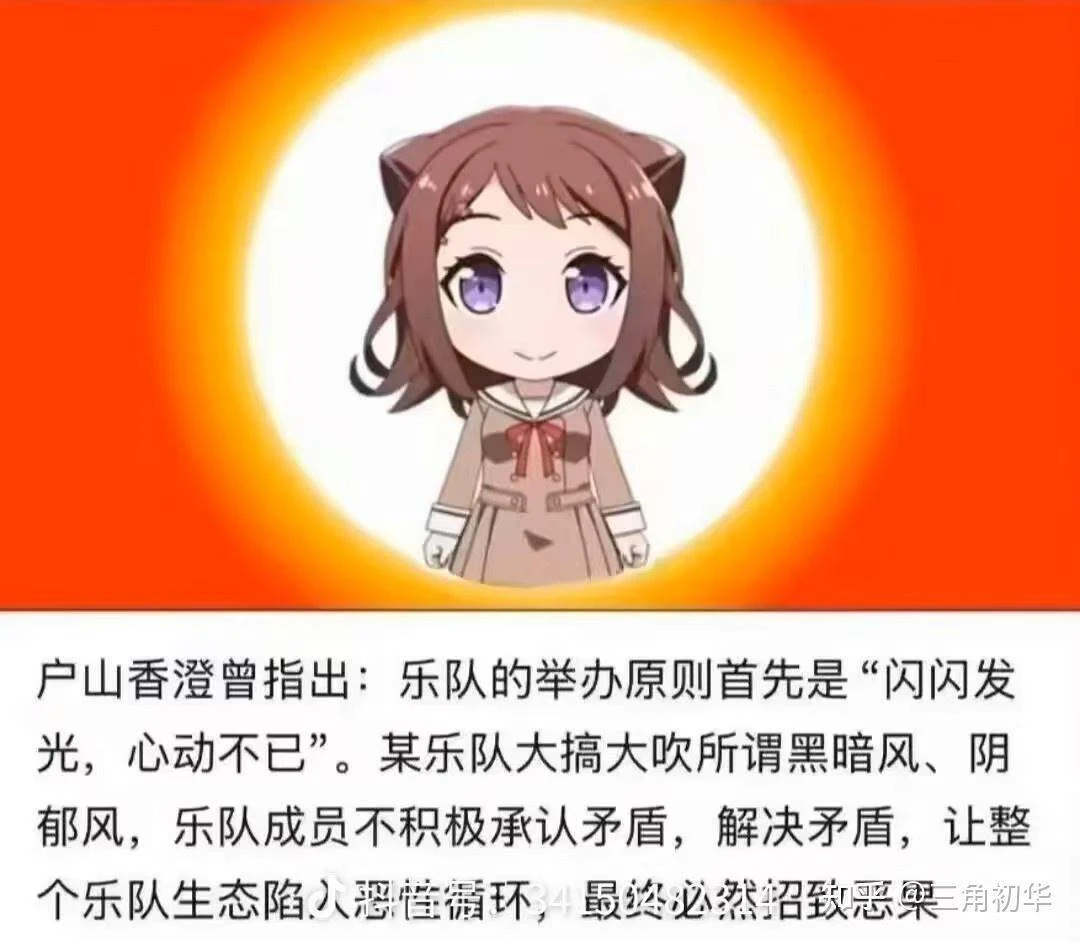 户山香澄曾指出：乐队的举办原则首先是“闪闪发
光，心动不已”。某乐队大搞大吹所谓黑暗风、阴
郁风，乐队成员不积极承认矛盾，解决矛盾，让整
个乐队生态陷入恶性循环，最终必然招致恶果
抖音号：34150482314
知乎 @三角初华